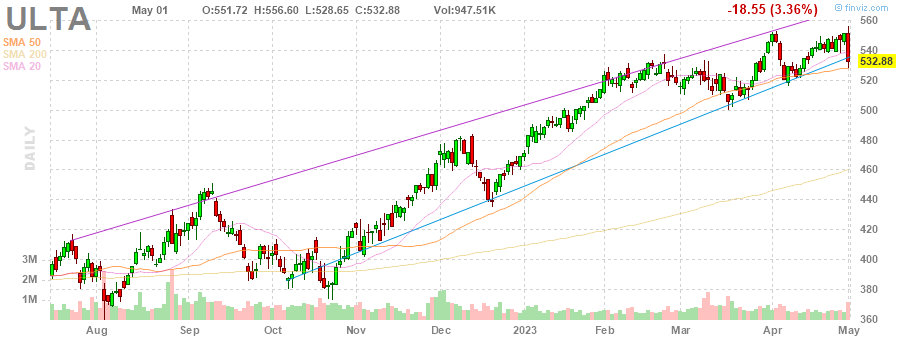 ULTA May 01 O:551.72 H:556.60 L:528.65 C:532.88 Vol:947.51K -18.55 (3.36%) © finviz.com
SMA 50
SMA 200
SMA 20
DAILY
560
540
532.88
520
500
480
460
440
420
400
380
360
3M
2M
1M
Aug Sep Oct Nov Dec 2023 Feb Mar Apr May